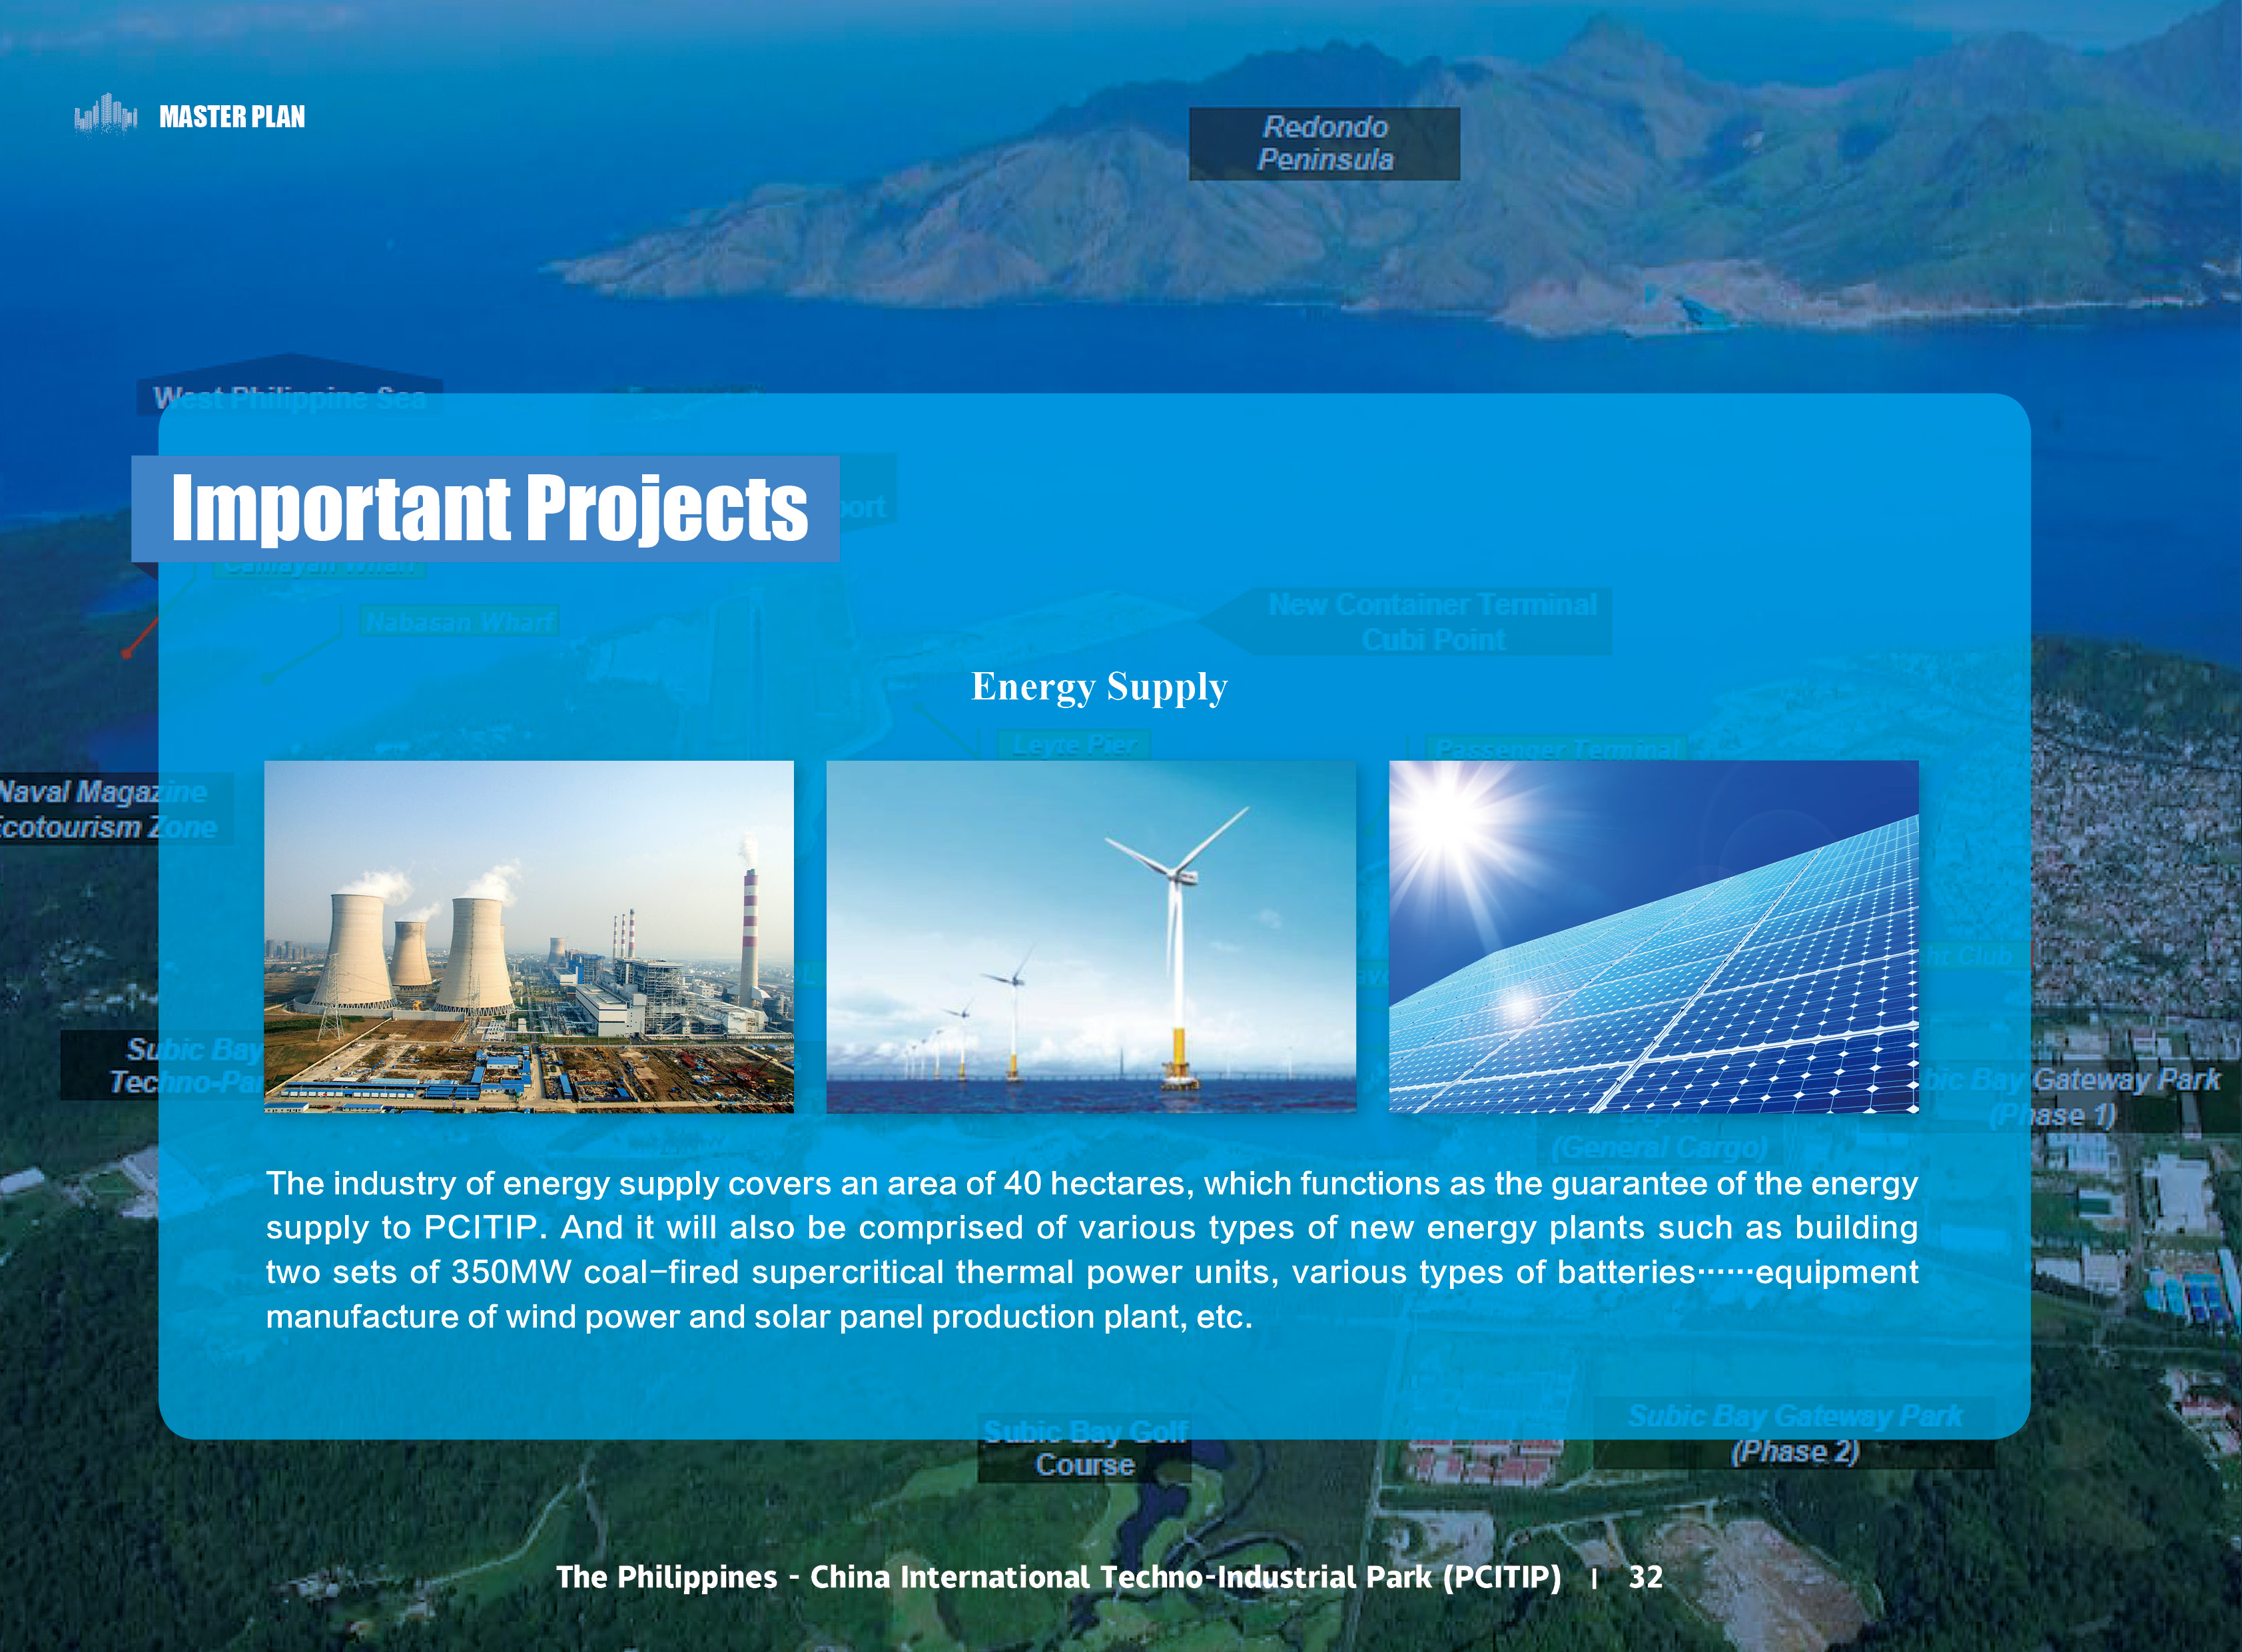 MASTER PLAN
Redondo
Peninsula
West Philippine Sea
Important Projects
port
Nabasan Wharf
New Container Terminal
Cubi Point
Energy Supply
Leyte Pier
Passenger Terminal
Naval Magazine
Ecotourism Zone
ht Club
Subic Bay
Techno-Par
bic Bay Gateway Park
(Phase 1)
(General Cargo)
The industry of energy supply covers an area of 40 hectares, which functions as the guarantee of the energy
supply to PCITIP. And it will also be comprised of various types of new energy plants such as building
two sets of 350MW coal-fired supercritical thermal power units, various types of batteries······equipment
manufacture of wind power and solar panel production plant, etc.
Subic Bay Golf
Course
Subic Bay Gateway Park
(Phase 2)
The Philippines - China International Techno-Industrial Park (PCITIP) | 32